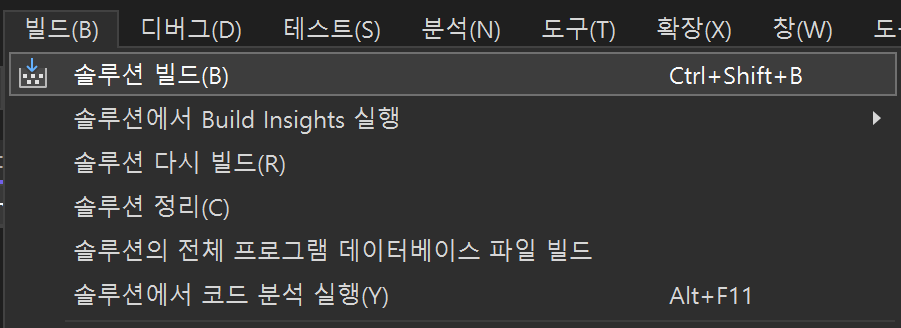 빌드(B) 디버그(D) 테스트(S) 분석(N) 도구(T) 확장(X) 창(W)
솔루션 빌드(B) Ctrl+Shift+B
솔루션에서 Build Insights 실행
솔루션 다시 빌드(R)
솔루션 정리(C)
솔루션의 전체 프로그램 데이터베이스 파일 빌드
솔루션에서 코드 분석 실행(Y) Alt+F11